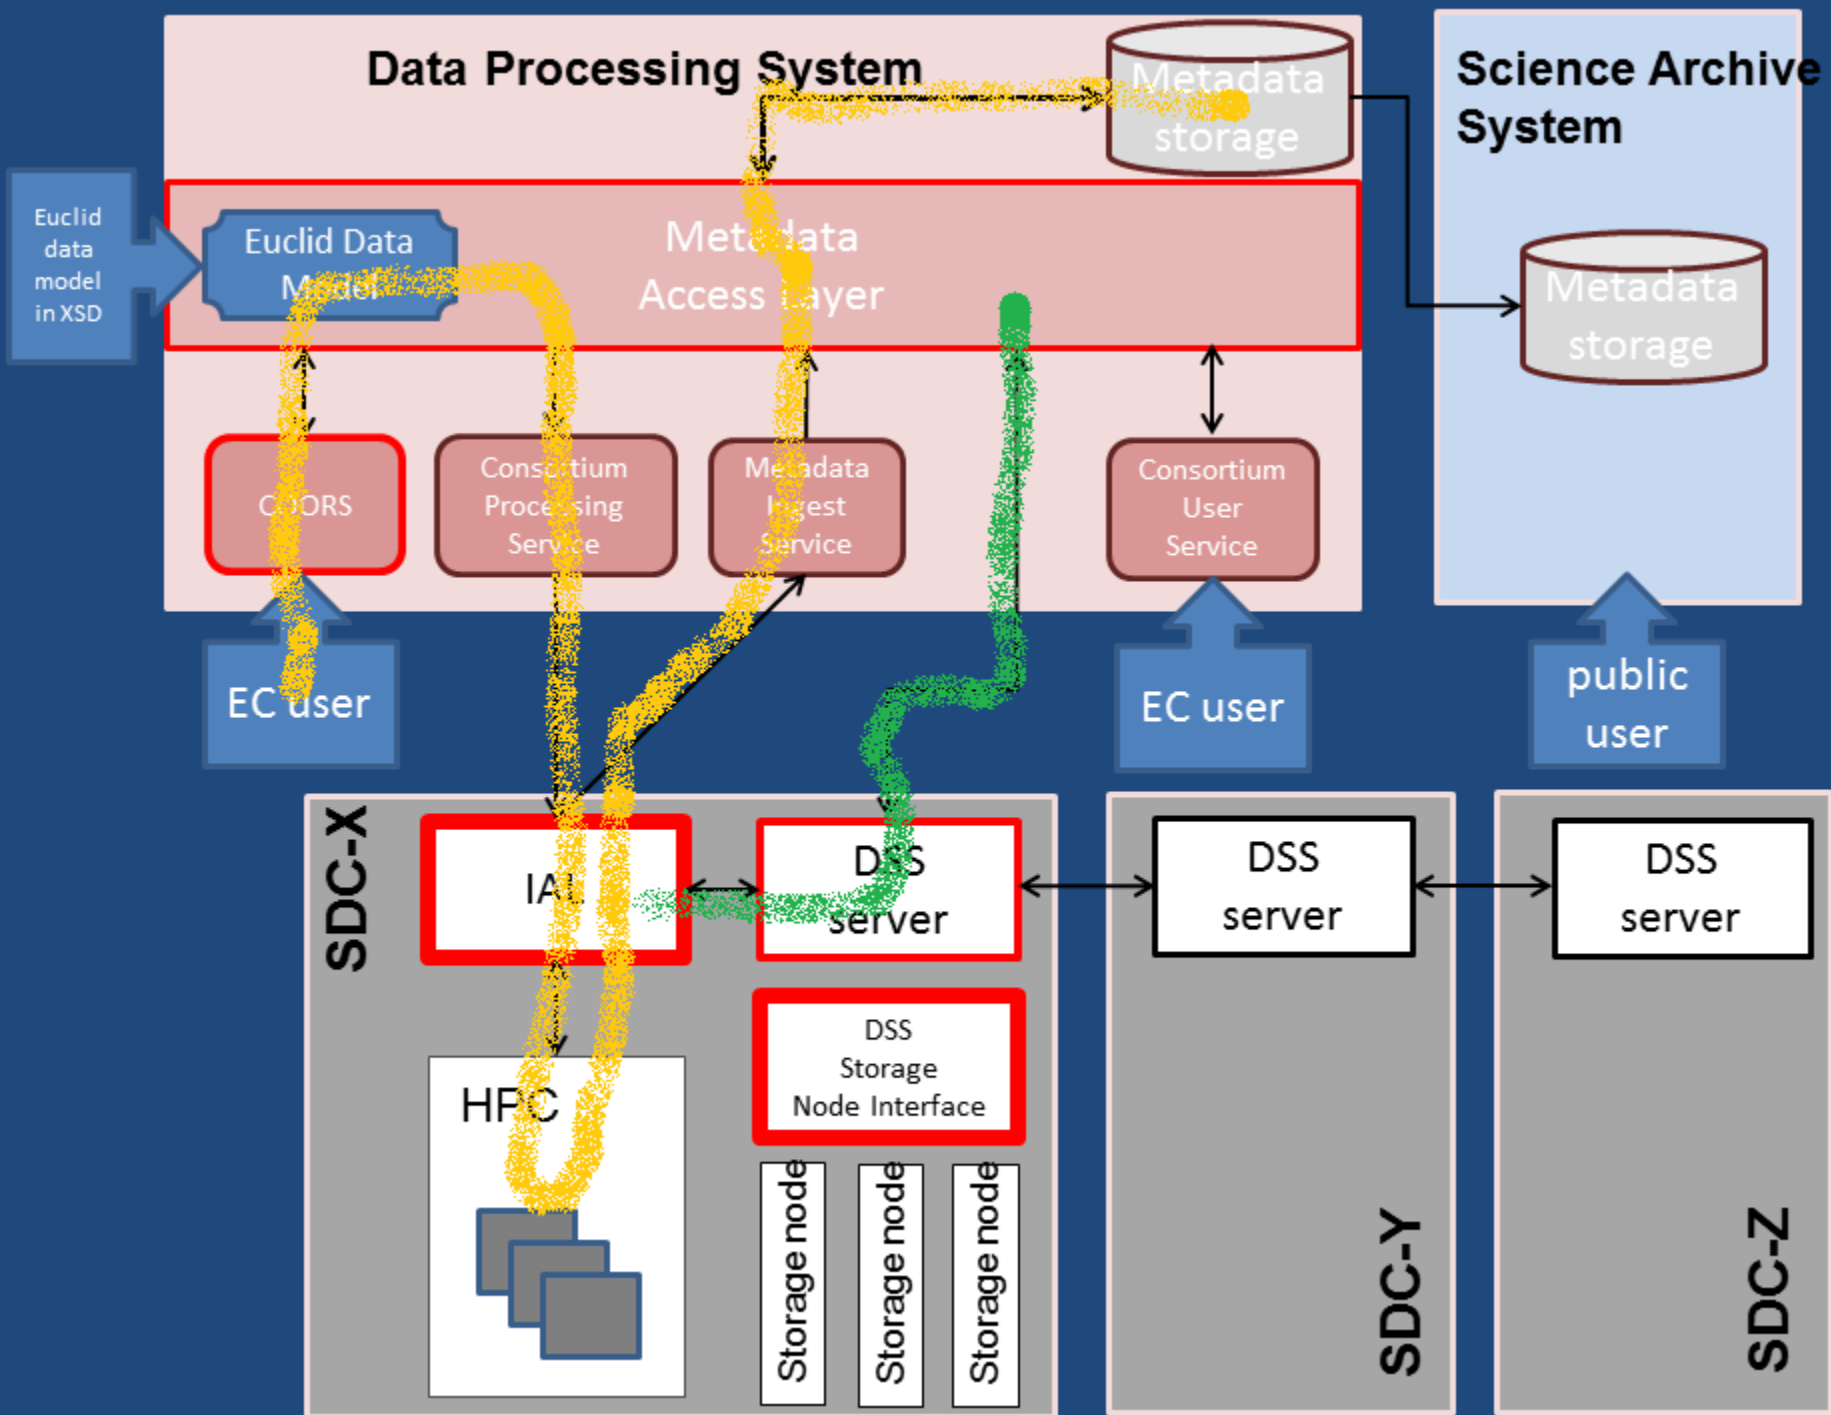 Data Processing System
Metadata
storage
Science Archive
System
Euclid
data
model
in XSD
Euclid Data
Model
Metadata
Access Layer
Metadata
storage
COORS
Consortium
Processing
Service
Metadata
Ingest
Service
Consortium
User
Service
EC user
EC user
public
user
SDC-X
IAL
DSS
server
DSS
server
DSS
server
DSS
Storage
Node Interface
HPC
Storage node
Storage node
Storage node
SDC-Y
SDC-Z